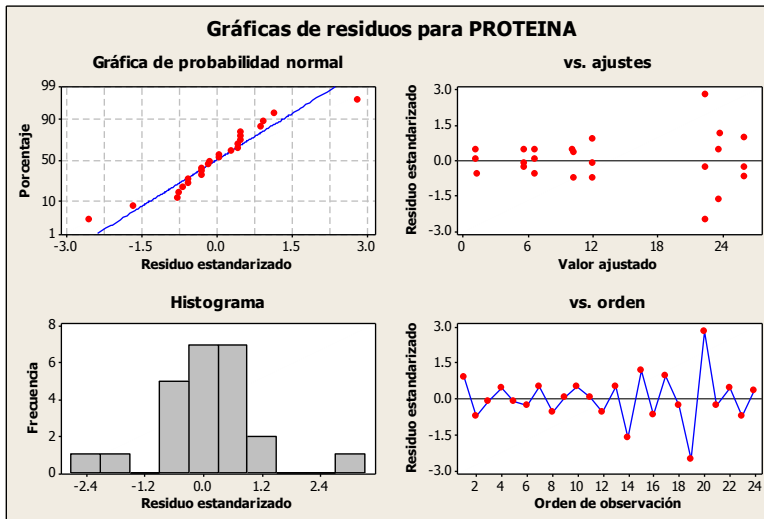 Gráficas de residuos para PROTEINA
Gráfica de probabilidad normal
Porcentaje
99
90
50
10
1
-3.0 -1.5 0.0 1.5 3.0
Residuo estandarizado
vs. ajustes
Residuo estandarizado
3.0
1.5
0.0
-1.5
-3.0
0 6 12 18 24
Valor ajustado
Histograma
Frecuencia
8
6
4
2
0
-2.4 -1.2 0.0 1.2 2.4
Residuo estandarizado
vs. orden
Residuo estandarizado
3.0
1.5
0.0
-1.5
-3.0
2 4 6 8 10 12 14 16 18 20 22 24
Orden de observación